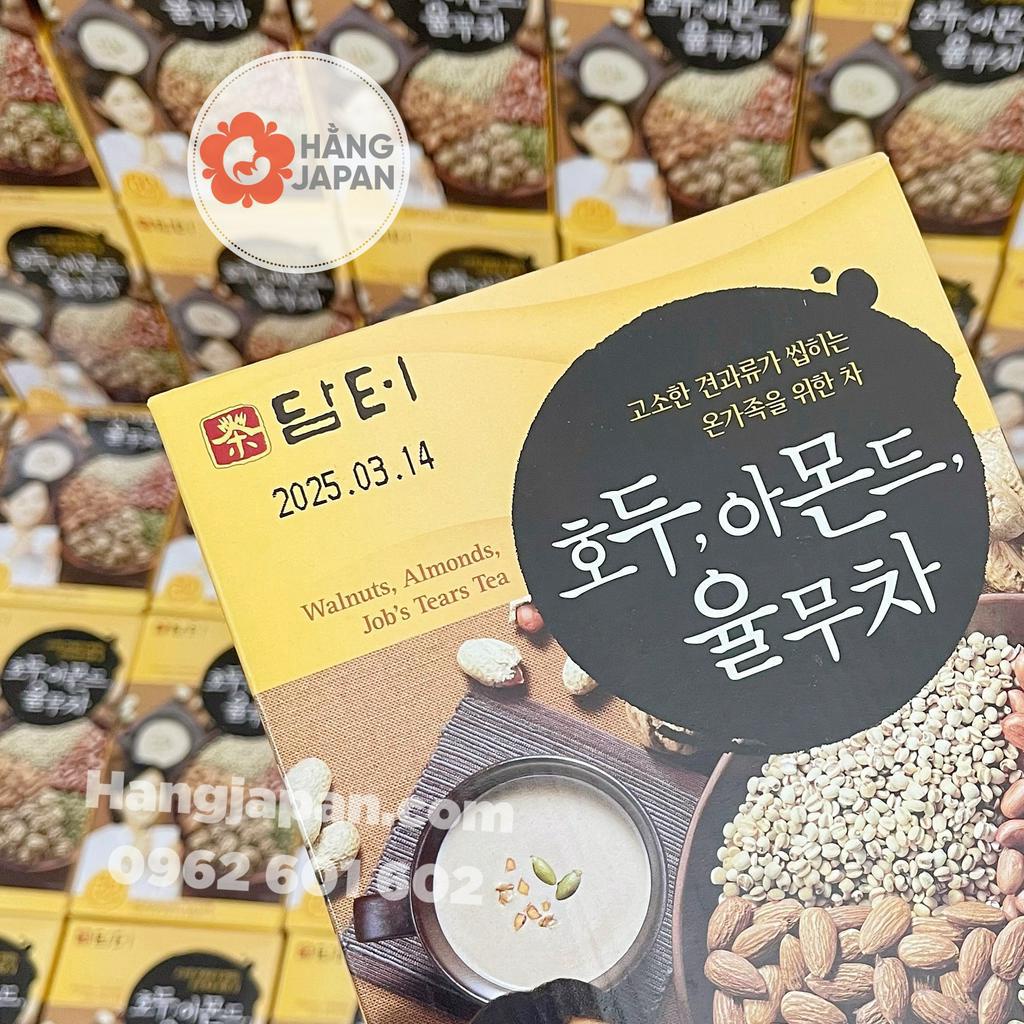 HẰNG
JAPAN
茶 담터
2025.03.14
Walnuts, Almonds,
Job's Tears Tea
고소한 견과류가 씹히는
온가족을 위한 차
호두, 아몬드,
율무차
Hangjapan.com
0962 601 602